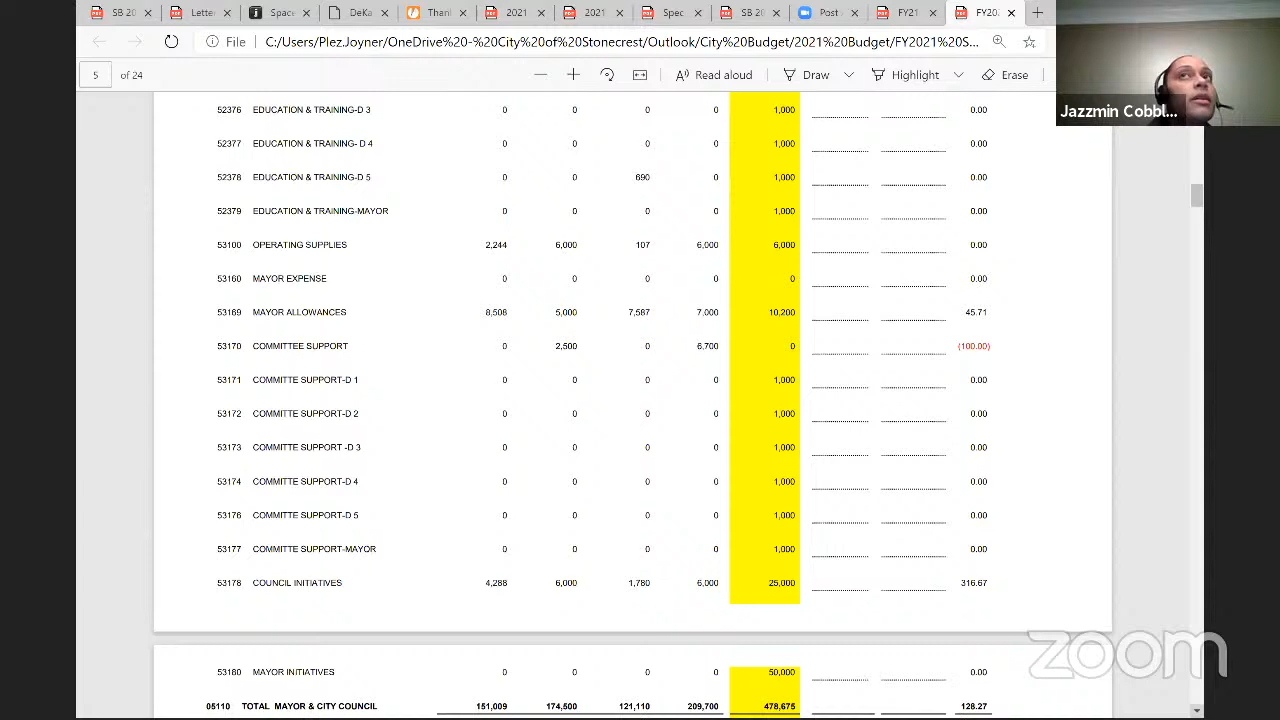 SB 20
Letter
Space
2021
Spec
SB 20
Post
FY21
FY20
File C:/Users/Plez.Joyner/OneDrive%20-%20City%20of%20Stonecrest/Outlook/City%20Budget/2021%20Budget/FY2021%20S...
5 of 24 Read aloud Draw Highlight Erase
Jazzmin Cobbl...
52376 EDUCATION & TRAINING-D 3 0 0 0 0 1,000 0.00
52377 EDUCATION & TRAINING- D 4 0 0 0 0 1,000 0.00
52378 EDUCATION & TRAINING-D 5 0 0 690 0 1,000 0.00
52379 EDUCATION & TRAINING-MAYOR 0 0 0 0 1,000 0.00
53100 OPERATING SUPPLIES 2,244 6,000 107 6,000 6,000 0.00
53160 MAYOR EXPENSE 0 0 0 0 0 0.00
53169 MAYOR ALLOWANCES 8,508 5,000 7,587 7,000 10,200 45.71
53170 COMMITTEE SUPPORT 0 2,500 0 6,700 0 (100.00)
53171 COMMITTE SUPPORT-D 1 0 0 0 0 1,000 0.00
53172 COMMITTE SUPPORT-D 2 0 0 0 0 1,000 0.00
53173 COMMITTE SUPPORT -D 3 0 0 0 0 1,000 0.00
53174 COMMITTE SUPPORT-D 4 0 0 0 0 1,000 0.00
53176 COMMITTE SUPPORT-D 5 0 0 0 0 1,000 0.00
53177 COMMITTE SUPPORT-MAYOR 0 0 0 0 1,000 0.00
53178 COUNCIL INITIATIVES 4,288 6,000 1,780 6,000 25,000 316.67
53180 MAYOR INITIATIVES 0 0 0 0 50,000 0.00
05110 TOTAL MAYOR & CITY COUNCIL 151,009 174,500 121,110 209,700 478,675 128.27
zoom